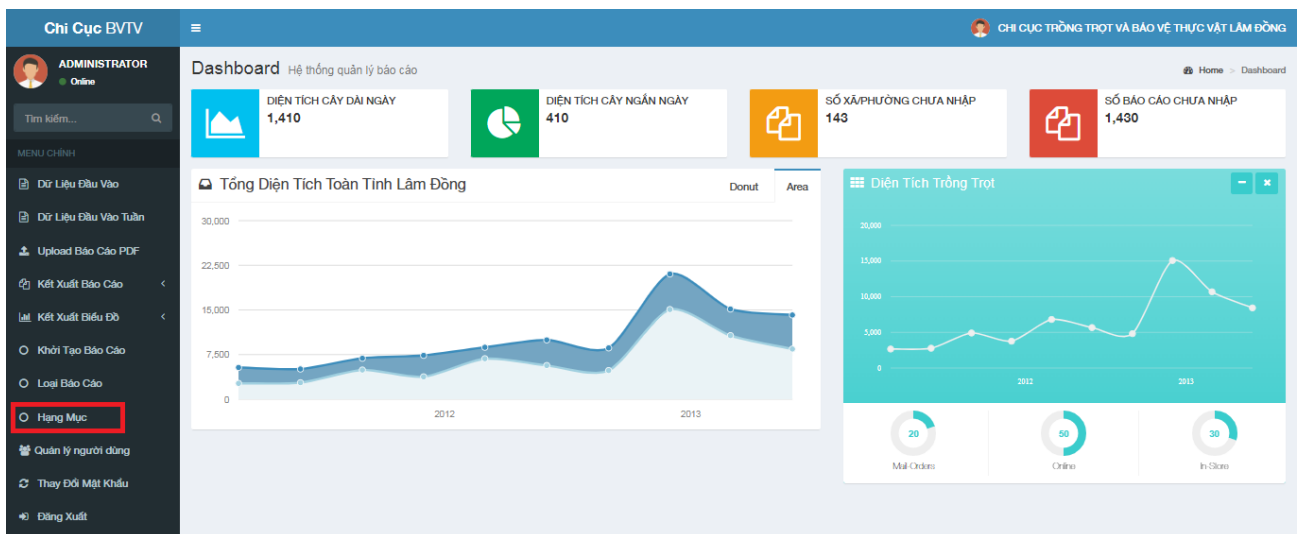 Chi Cục BVTV
CHI CỤC TRỒNG TRỌT VÀ BẢO VỆ THỰC VẬT LÂM ĐỒNG
ADMINISTRATOR
Online
Tìm kiếm...
MENU CHÍNH
Dữ Liệu Đầu Vào
Dữ Liệu Đầu Vào Tuần
Upload Báo Cáo PDF
Kết Xuất Báo Cáo
Kết Xuất Biểu Đồ
Khởi Tạo Báo Cáo
Loại Báo Cáo
Hạng Mục
Quản lý người dùng
Thay Đổi Mật Khẩu
Đăng Xuất
Dashboard Hệ thống quản lý báo cáo
Home > Dashboard
DIỆN TÍCH CÂY DÀI NGÀY
1,410
DIỆN TÍCH CÂY NGẮN NGÀY
410
SỐ XÃ/PHƯỜNG CHƯA NHẬP
143
SỐ BÁO CÁO CHƯA NHẬP
1,430
Tổng Diện Tích Toàn Tỉnh Lâm Đồng
Donut Area
30,000
22,500
15,000
7,500
0
2012 2013
Diện Tích Trồng Trọt
20,000
15,000
10,000
5,000
0
2012 2013
20 50 30
Mail-Orders Online In-Store